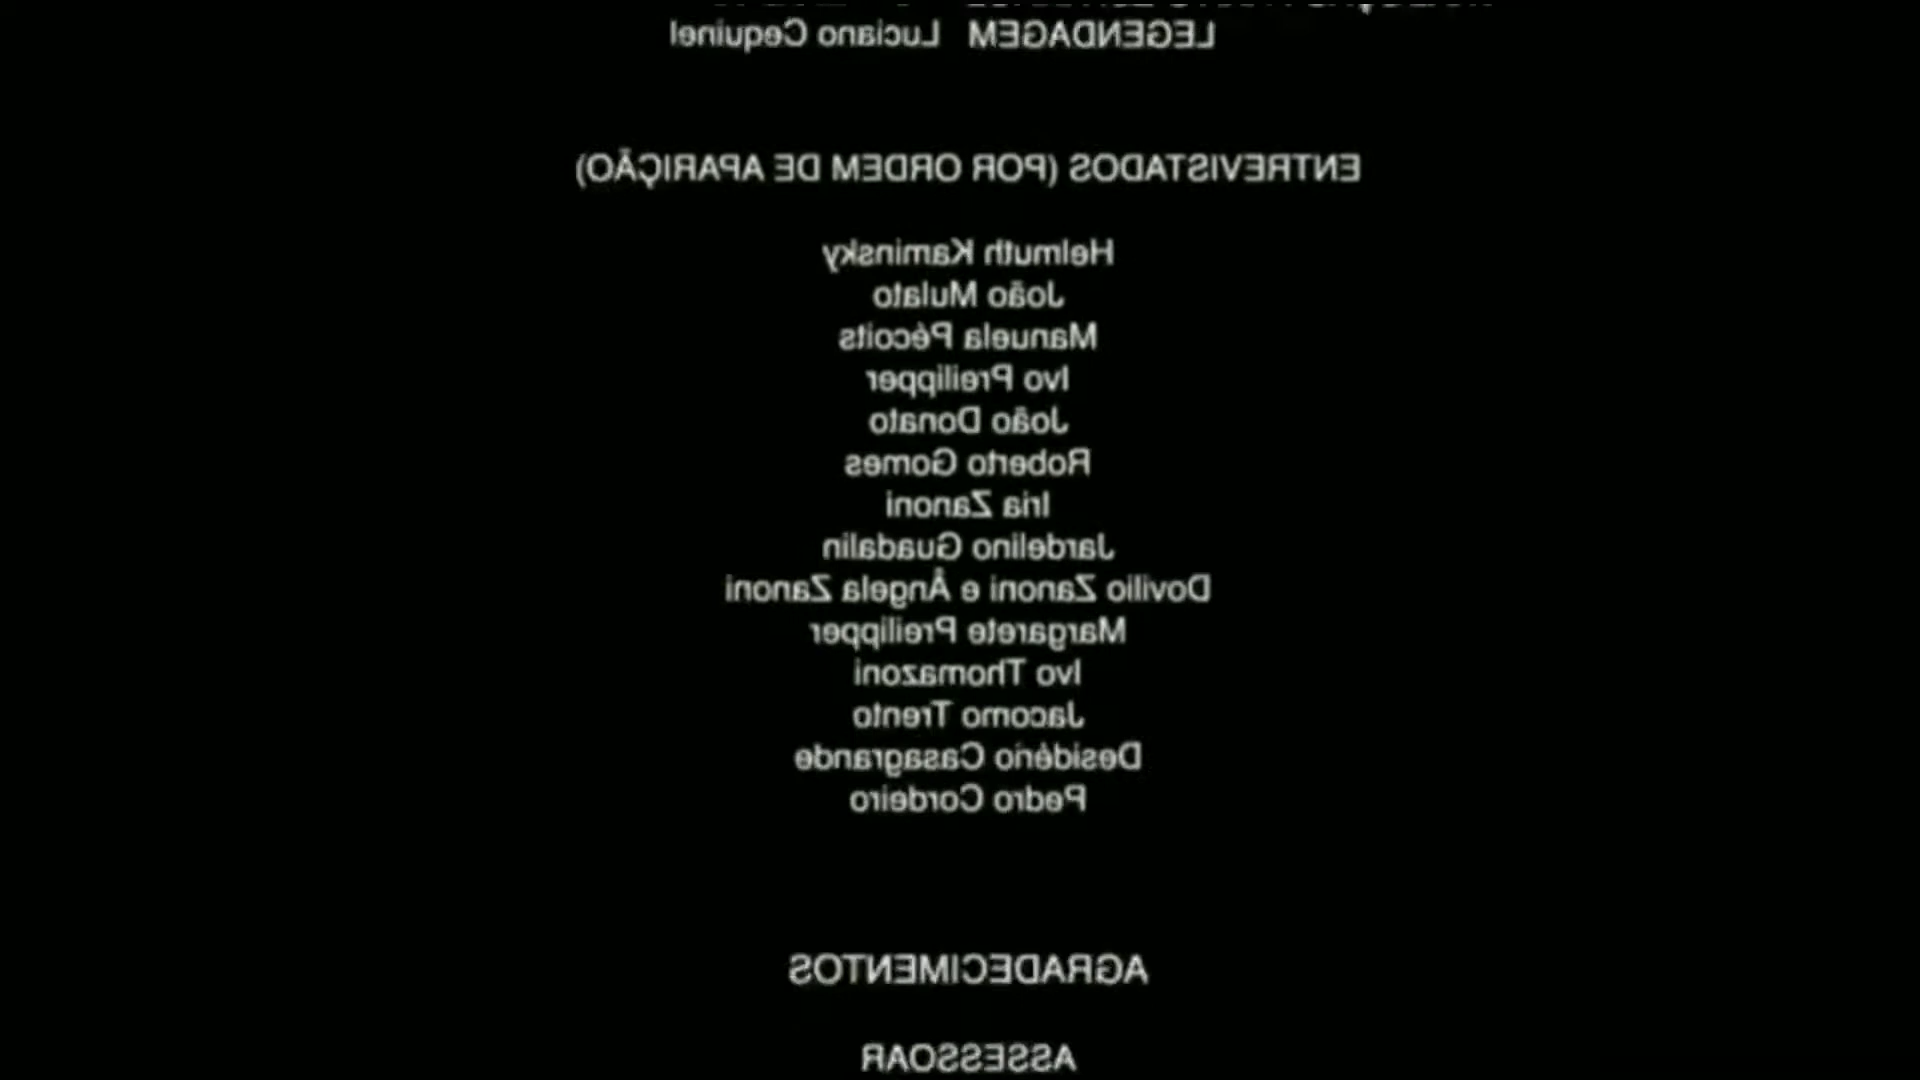 LEGENDAGEM Luciano Cequinel
ENTREVISTADOS (POR ORDEM DE APARIÇÃO)
Helmuth Kaminsky
João Mulato
Manuela Pécoits
Ivo Preilipper
João Donato
Roberto Gomes
Iria Zanoni
Jardelino Guadalin
Dovilio Zanoni e Ângela Zanoni
Margarete Preilipper
Ivo Thomazoni
Jacomo Trento
Desidério Casagrande
Pedro Cordeiro
AGRADECIMENTOS
ASSESSOAR